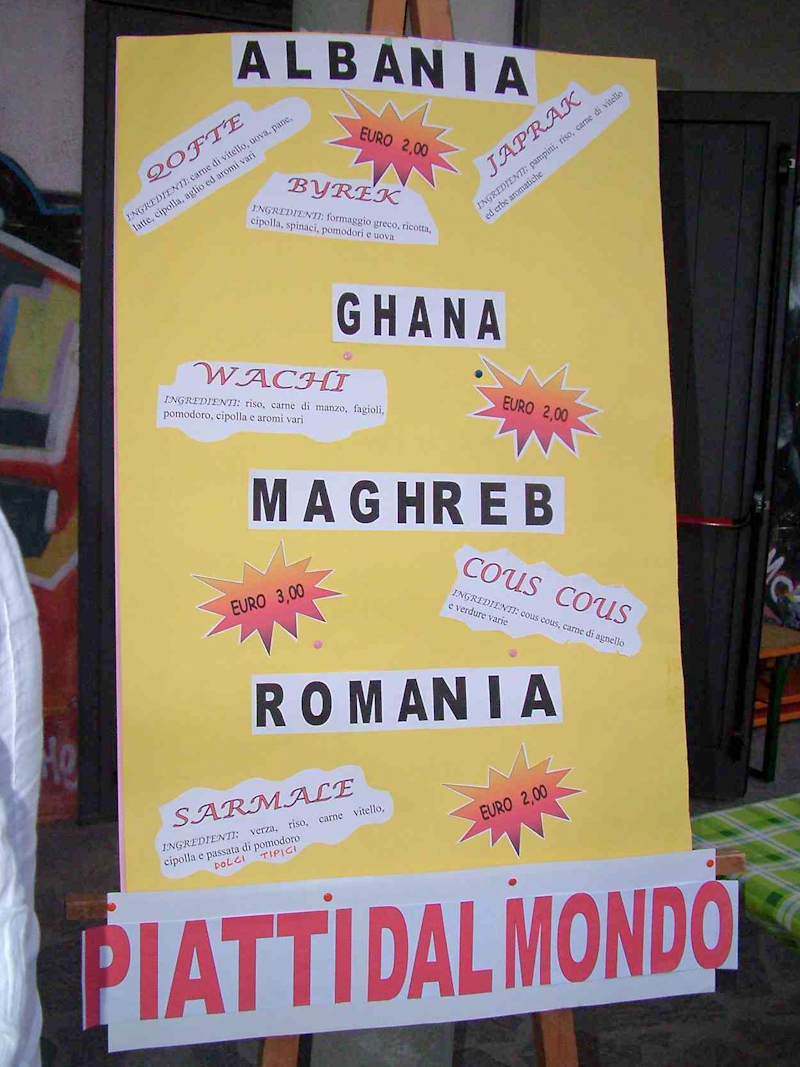 ALBANIA
QOFTE
INGREDIENTI: carne di vitello, uova, pane,
latte, cipolla, aglio ed aromi vari
EURO 2,00
JAPRAK
INGREDIENTI: pampini, riso, carne di vitello
ed erbe aromatiche
BYREK
INGREDIENTI: formaggio greco, ricotta,
cipolla, spinaci, pomodori e uova
GHANA
WACHI
INGREDIENTI: riso, carne di manzo, fagioli,
pomodoro, cipolla e aromi vari
EURO 2,00
MAGHREB
EURO 3,00
COUS COUS
INGREDIENTI: cous cous, carne di agnello
e verdure varie
ROMANIA
SARMALE
INGREDIENTI: verza, riso, carne vitello,
cipolla e passata di pomodoro
DOLCI TIPICI
EURO 2,00
PIATTI DAL MONDO